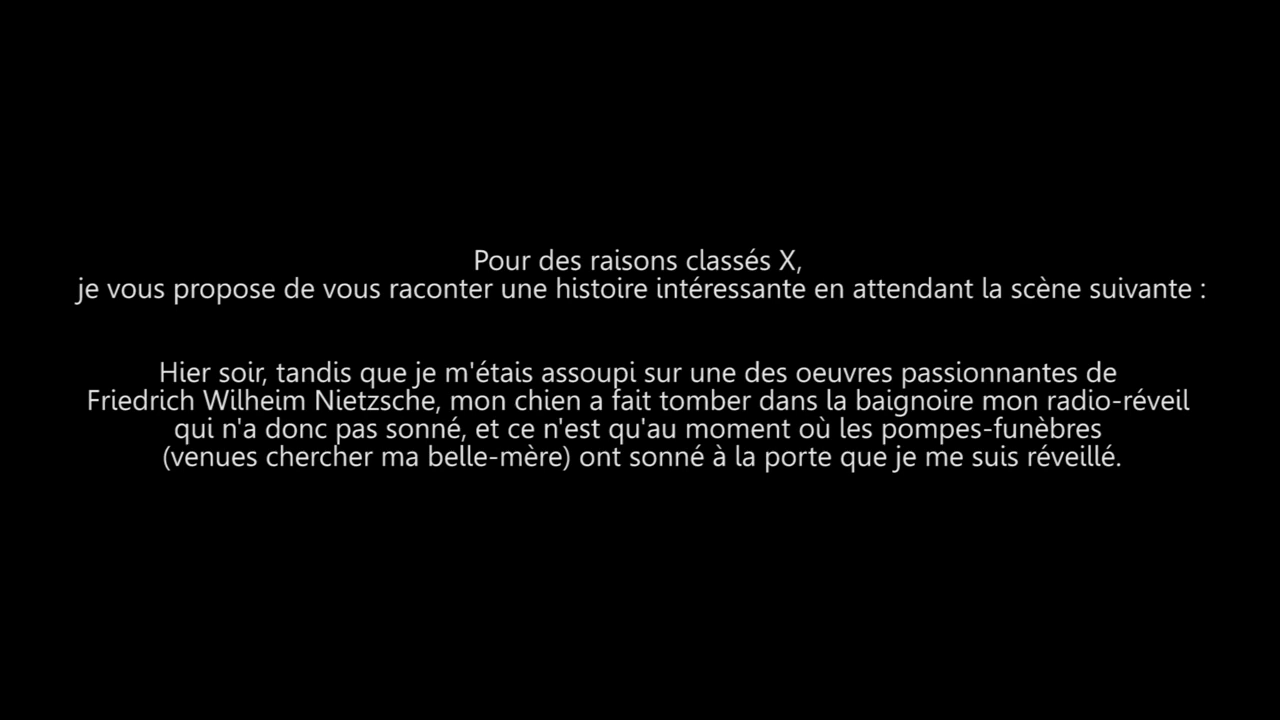 Pour des raisons classés X,
je vous propose de vous raconter une histoire intéressante en attendant la scène suivante :
Hier soir, tandis que je m'étais assoupi sur une des oeuvres passionnantes de
Friedrich Wilheim Nietzsche, mon chien a fait tomber dans la baignoire mon radio-réveil
qui n'a donc pas sonné, et ce n'est qu'au moment où les pompes-funèbres
(venues chercher ma belle-mère) ont sonné à la porte que je me suis réveillé.